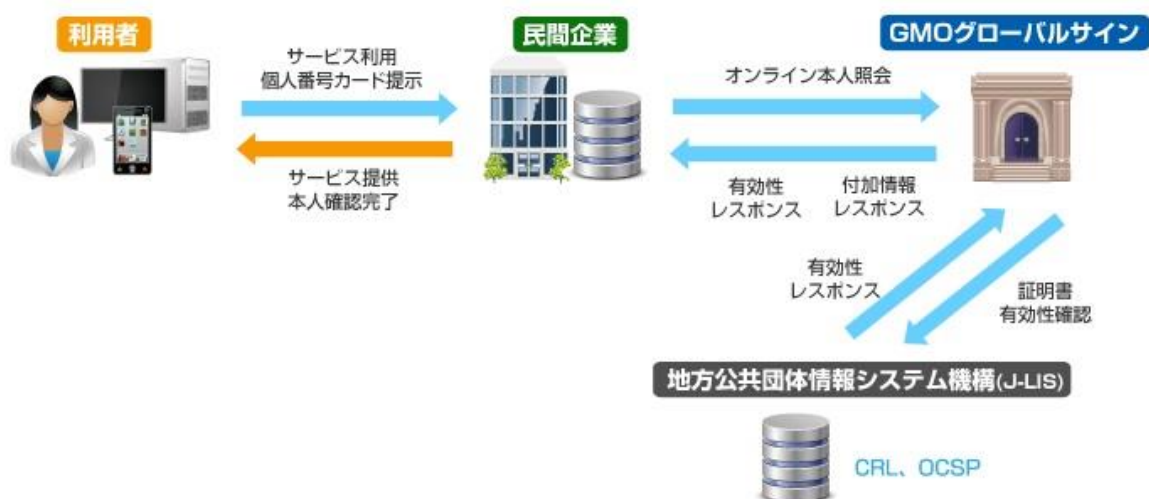 利用者
民間企業
GMOグローバルサイン
サービス利用
個人番号カード提示
オンライン本人照会
サービス提供
本人確認完了
有効性
レスポンス
付加情報
レスポンス
有効性
レスポンス
証明書
有効性確認
地方公共団体情報システム機構(J-LIS)
CRL、OCSP